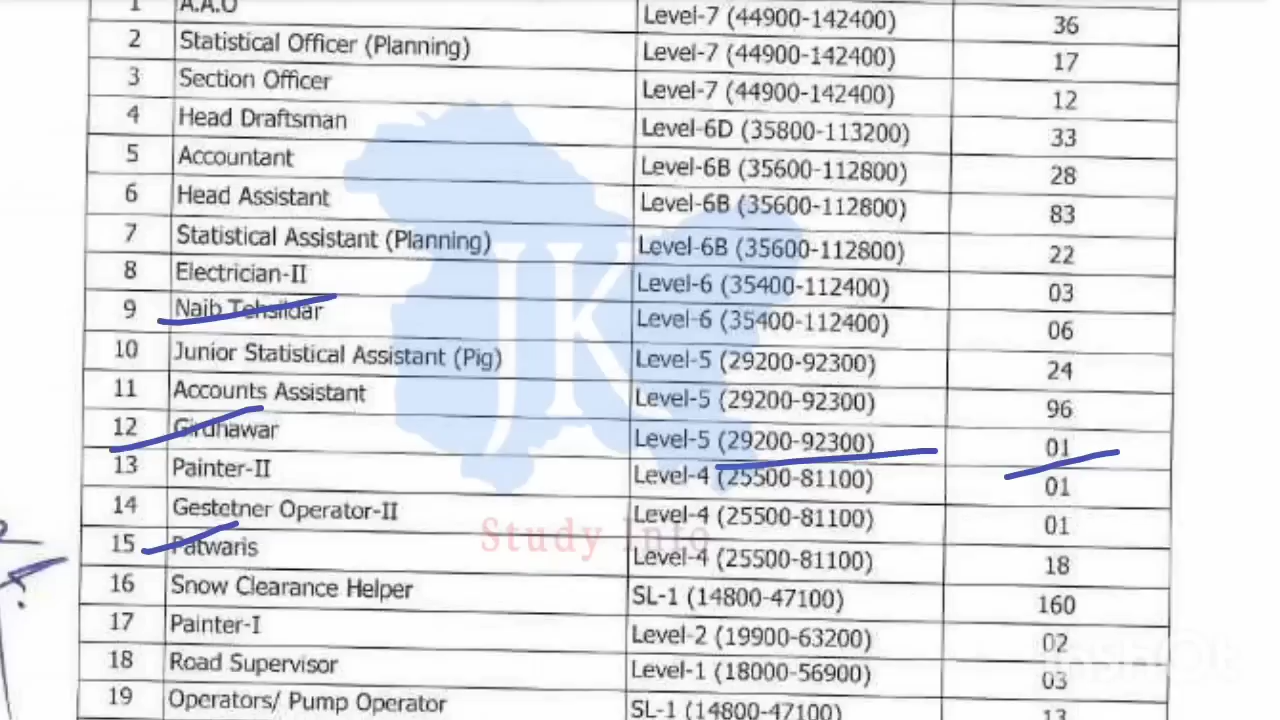 1 A.A.O Level-7 (44900-142400) 36
2 Statistical Officer (Planning) Level-7 (44900-142400) 17
3 Section Officer Level-7 (44900-142400) 12
4 Head Draftsman Level-6D (35800-113200) 33
5 Accountant Level-6B (35600-112800) 28
6 Head Assistant Level-6B (35600-112800) 83
7 Statistical Assistant (Planning) Level-6B (35600-112800) 22
8 Electrician-II Level-6 (35400-112400) 03
9 Naib Tehsildar Level-6 (35400-112400) 06
10 Junior Statistical Assistant (Pig) Level-5 (29200-92300) 24
11 Accounts Assistant Level-5 (29200-92300) 96
12 Girdhawar Level-5 (29200-92300) 01
13 Painter-II Level-4 (25500-81100) 01
14 Gestetner Operator-II Level-4 (25500-81100) 01
15 Patwaris Level-4 (25500-81100) 18
16 Snow Clearance Helper SL-1 (14800-47100) 160
17 Painter-I Level-2 (19900-63200) 02
18 Road Supervisor Level-1 (18000-56900) 03
19 Operators/ Pump Operator SL-1 (14800-47100) 13
JK
Study Info